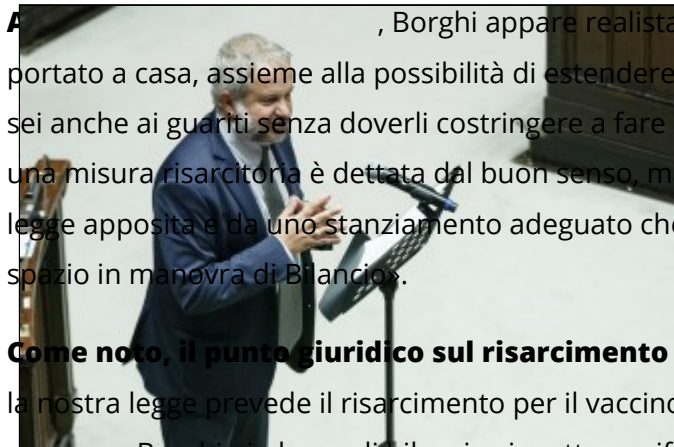 A , Borghi appare realista
portato a casa, assieme alla possibilità di estendere
sei anche ai guariti senza doverli costringere a fare
una misura risarcitoria è dettata dal buon senso, m
legge apposita e da uno stanziamento adeguato che
spazio in manovra di Bilancio».
Come noto, il punto giuridico sul risarcimento
la nostra legge prevede il risarcimento per il vaccino